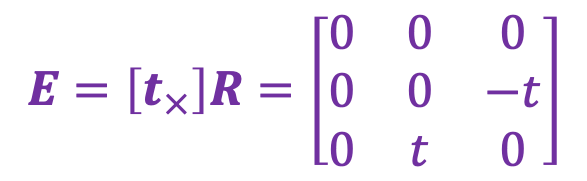 E = [t×]R = [0 0 0
0 0 −t
0 t 0]